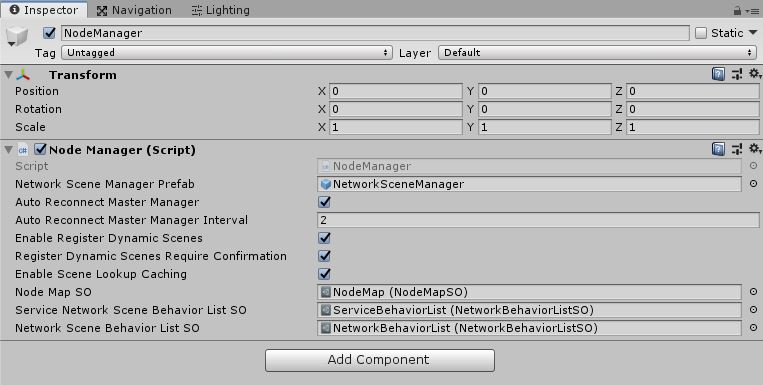 Inspector Navigation Lighting
NodeManager Static
Tag Untagged Layer Default
Transform
Position X 0 Y 0 Z 0
Rotation X 0 Y 0 Z 0
Scale X 1 Y 1 Z 1
Node Manager (Script)
Script NodeManager
Network Scene Manager Prefab NetworkSceneManager
Auto Reconnect Master Manager
Auto Reconnect Master Manager Interval 2
Enable Register Dynamic Scenes
Register Dynamic Scenes Require Confirmation
Enable Scene Lookup Caching
Node Map SO NodeMap (NodeMapSO)
Service Network Scene Behavior List SO ServiceBehaviorList (NetworkBehaviorListSO)
Network Scene Behavior List SO NetworkBehaviorList (NetworkBehaviorListSO)
Add Component